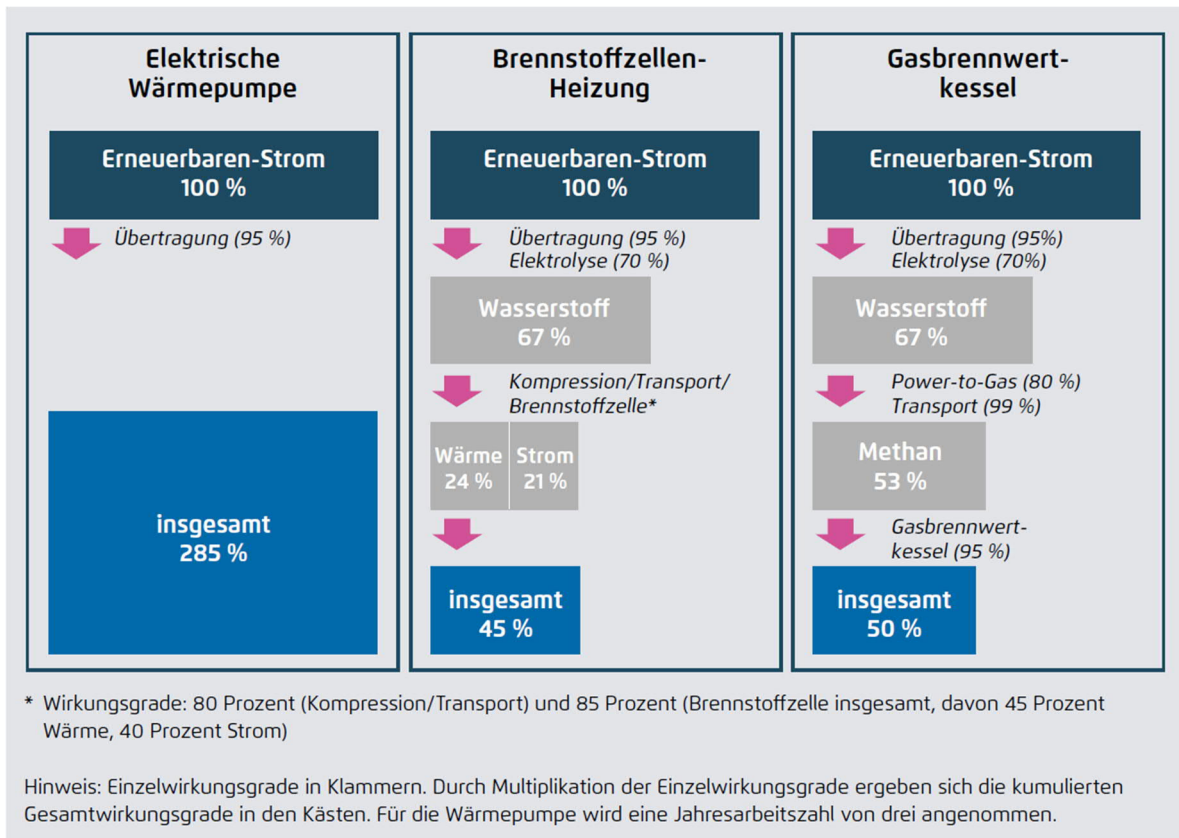 Elektrische
Wärmepumpe
Erneuerbaren-Strom
100 %
Übertragung (95 %)
insgesamt
285 %
Brennstoffzellen-
Heizung
Erneuerbaren-Strom
100 %
Übertragung (95 %)
Elektrolyse (70 %)
Wasserstoff
67 %
Kompression/Transport/
Brennstoffzelle*
Wärme
24 %
Strom
21 %
insgesamt
45 %
Gasbrennwert-
kessel
Erneuerbaren-Strom
100 %
Übertragung (95%)
Elektrolyse (70%)
Wasserstoff
67 %
Power-to-Gas (80 %)
Transport (99 %)
Methan
53 %
Gasbrennwert-
kessel (95 %)
insgesamt
50 %
* Wirkungsgrade: 80 Prozent (Kompression/Transport) und 85 Prozent (Brennstoffzelle insgesamt, davon 45 Prozent
Wärme, 40 Prozent Strom)
Hinweis: Einzelwirkungsgrade in Klammern. Durch Multiplikation der Einzelwirkungsgrade ergeben sich die kumulierten
Gesamtwirkungsgrade in den Kästen. Für die Wärmepumpe wird eine Jahresarbeitszahl von drei angenommen.